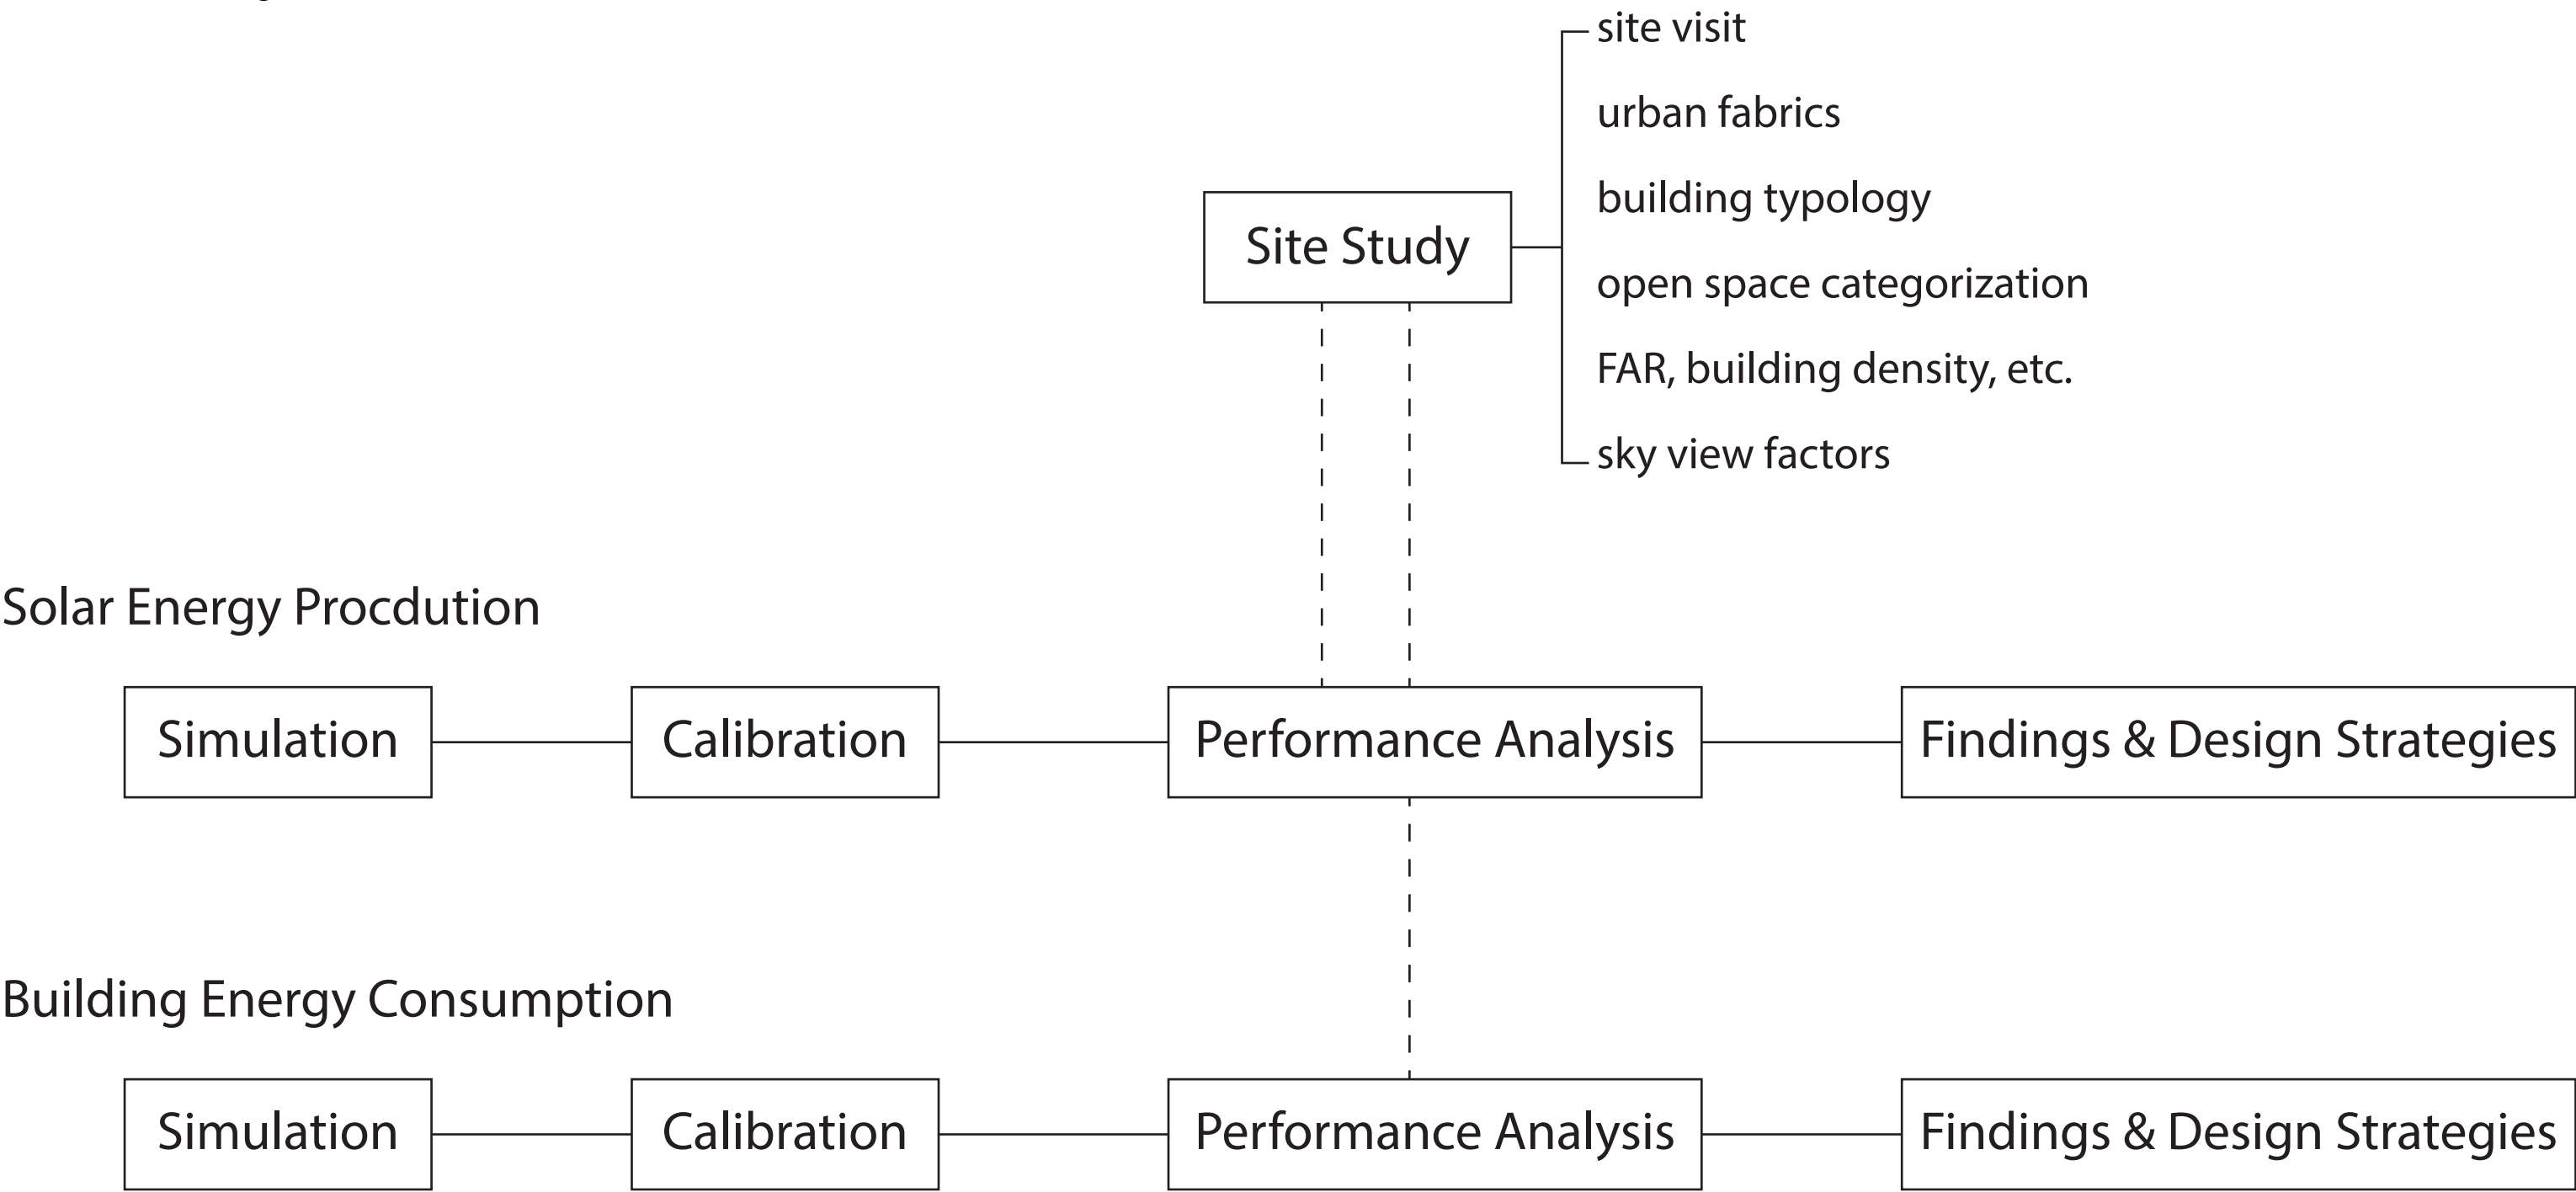 site visit
urban fabrics
building typology
Site Study
open space categorization
FAR, building density, etc.
sky view factors
Solar Energy Procdution
Simulation
Calibration
Performance Analysis
Findings & Design Strategies
Building Energy Consumption
Simulation
Calibration
Performance Analysis
Findings & Design Strategies